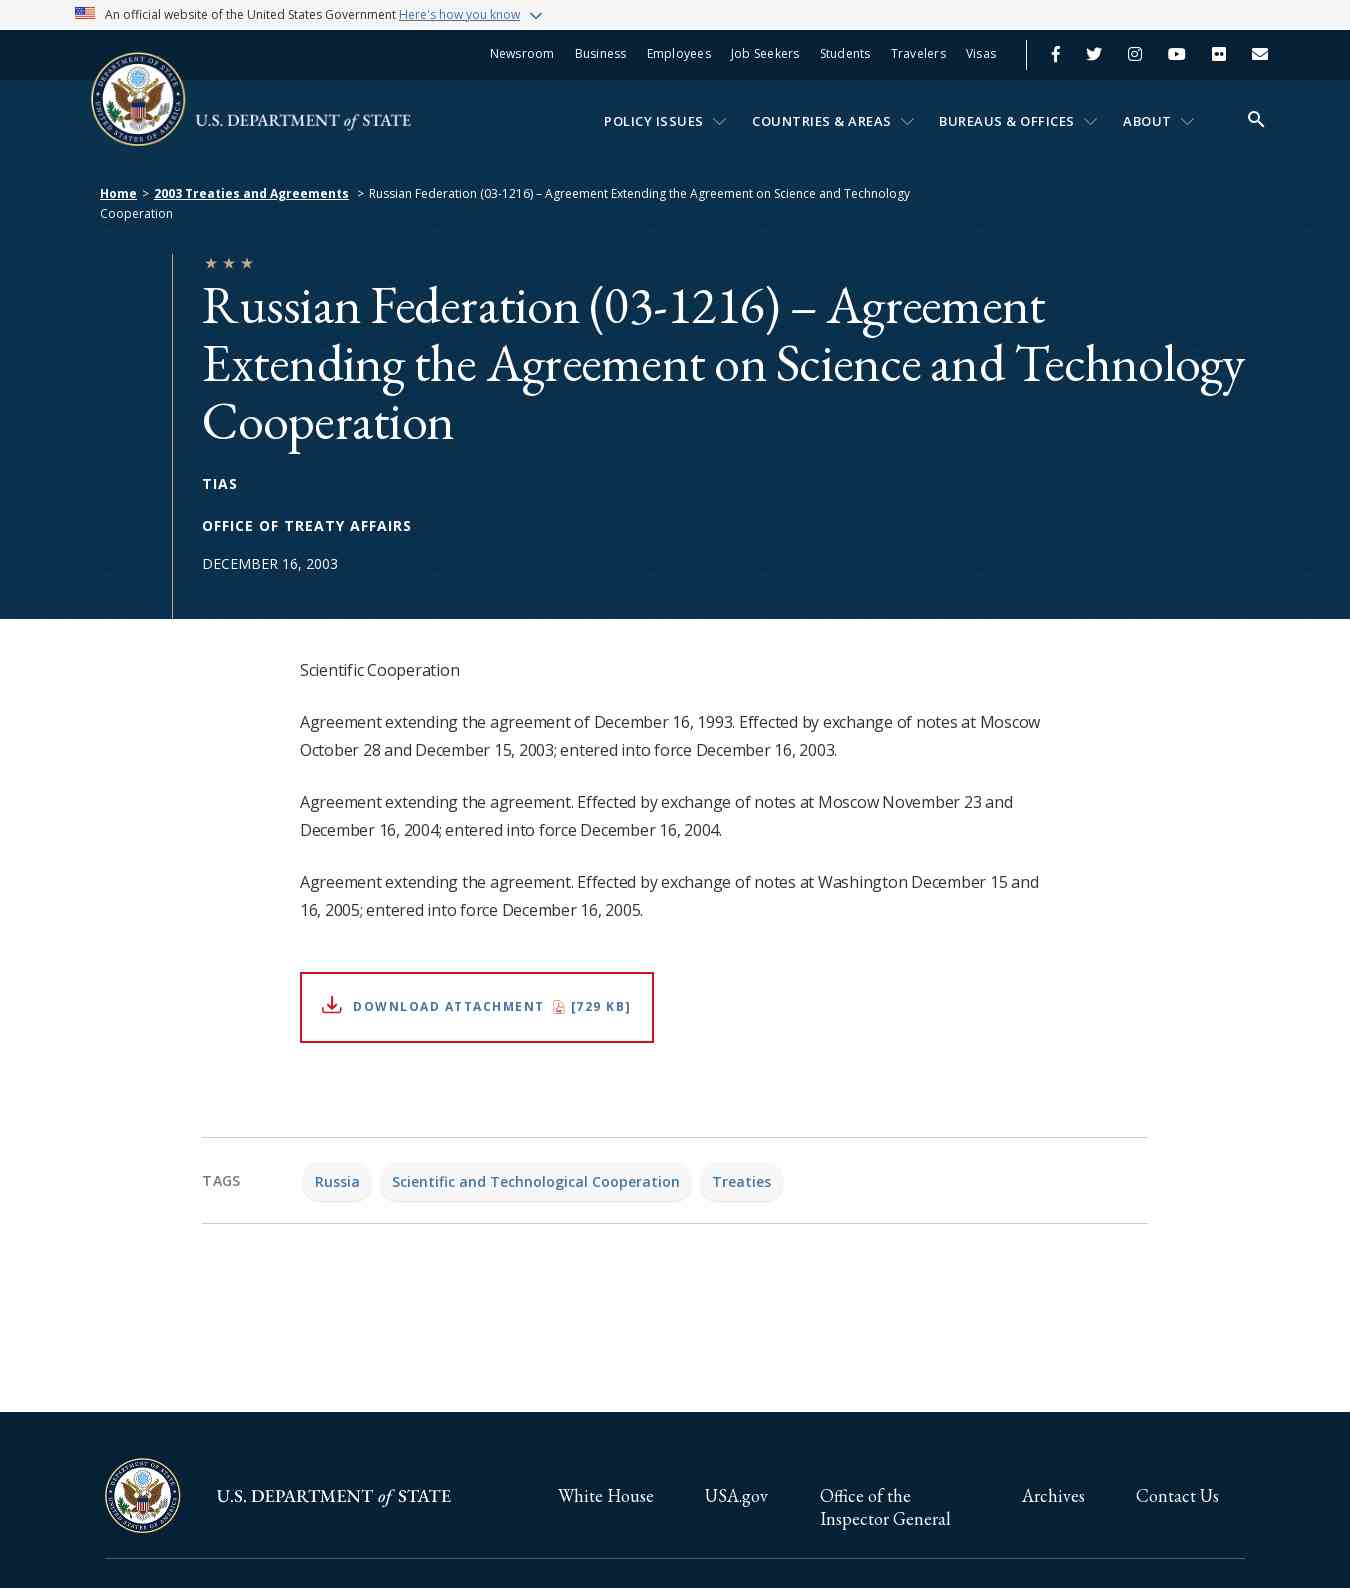 An official website of the United States Government Here's how you know
Newsroom Business Employees Job Seekers Students Travelers Visas
U.S. DEPARTMENT of STATE
POLICY ISSUES COUNTRIES & AREAS BUREAUS & OFFICES ABOUT
Home > 2003 Treaties and Agreements > Russian Federation (03-1216) – Agreement Extending the Agreement on Science and Technology
Cooperation
Russian Federation (03-1216) – Agreement
Extending the Agreement on Science and Technology
Cooperation
TIAS
OFFICE OF TREATY AFFAIRS
DECEMBER 16, 2003
Scientific Cooperation
Agreement extending the agreement of December 16, 1993. Effected by exchange of notes at Moscow
October 28 and December 15, 2003; entered into force December 16, 2003.
Agreement extending the agreement. Effected by exchange of notes at Moscow November 23 and
December 16, 2004; entered into force December 16, 2004.
Agreement extending the agreement. Effected by exchange of notes at Washington December 15 and
16, 2005; entered into force December 16, 2005.
DOWNLOAD ATTACHMENT [729 KB]
TAGS Russia Scientific and Technological Cooperation Treaties
U.S. DEPARTMENT of STATE
White House USA.gov Office of the Archives Contact Us
Inspector General